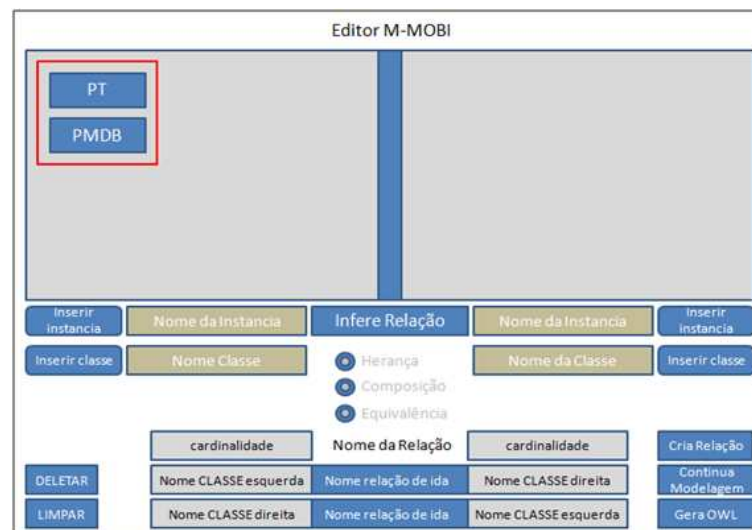 Editor M-MOBI
PT
PMDB
Inserir instancia
Nome da Instancia
Infere Relação
Nome da Instancia
Inserir instancia
Inserir classe
Nome Classe
Herança
Nome da Classe
Inserir classe
Composição
Equivalência
cardinalidade
Nome da Relação
cardinalidade
Cria Relação
DELETAR
Nome CLASSE esquerda
Nome relação de ida
Nome CLASSE direita
Continua Modelagem
LIMPAR
Nome CLASSE direita
Nome relação de ida
Nome CLASSE esquerda
Gera OWL